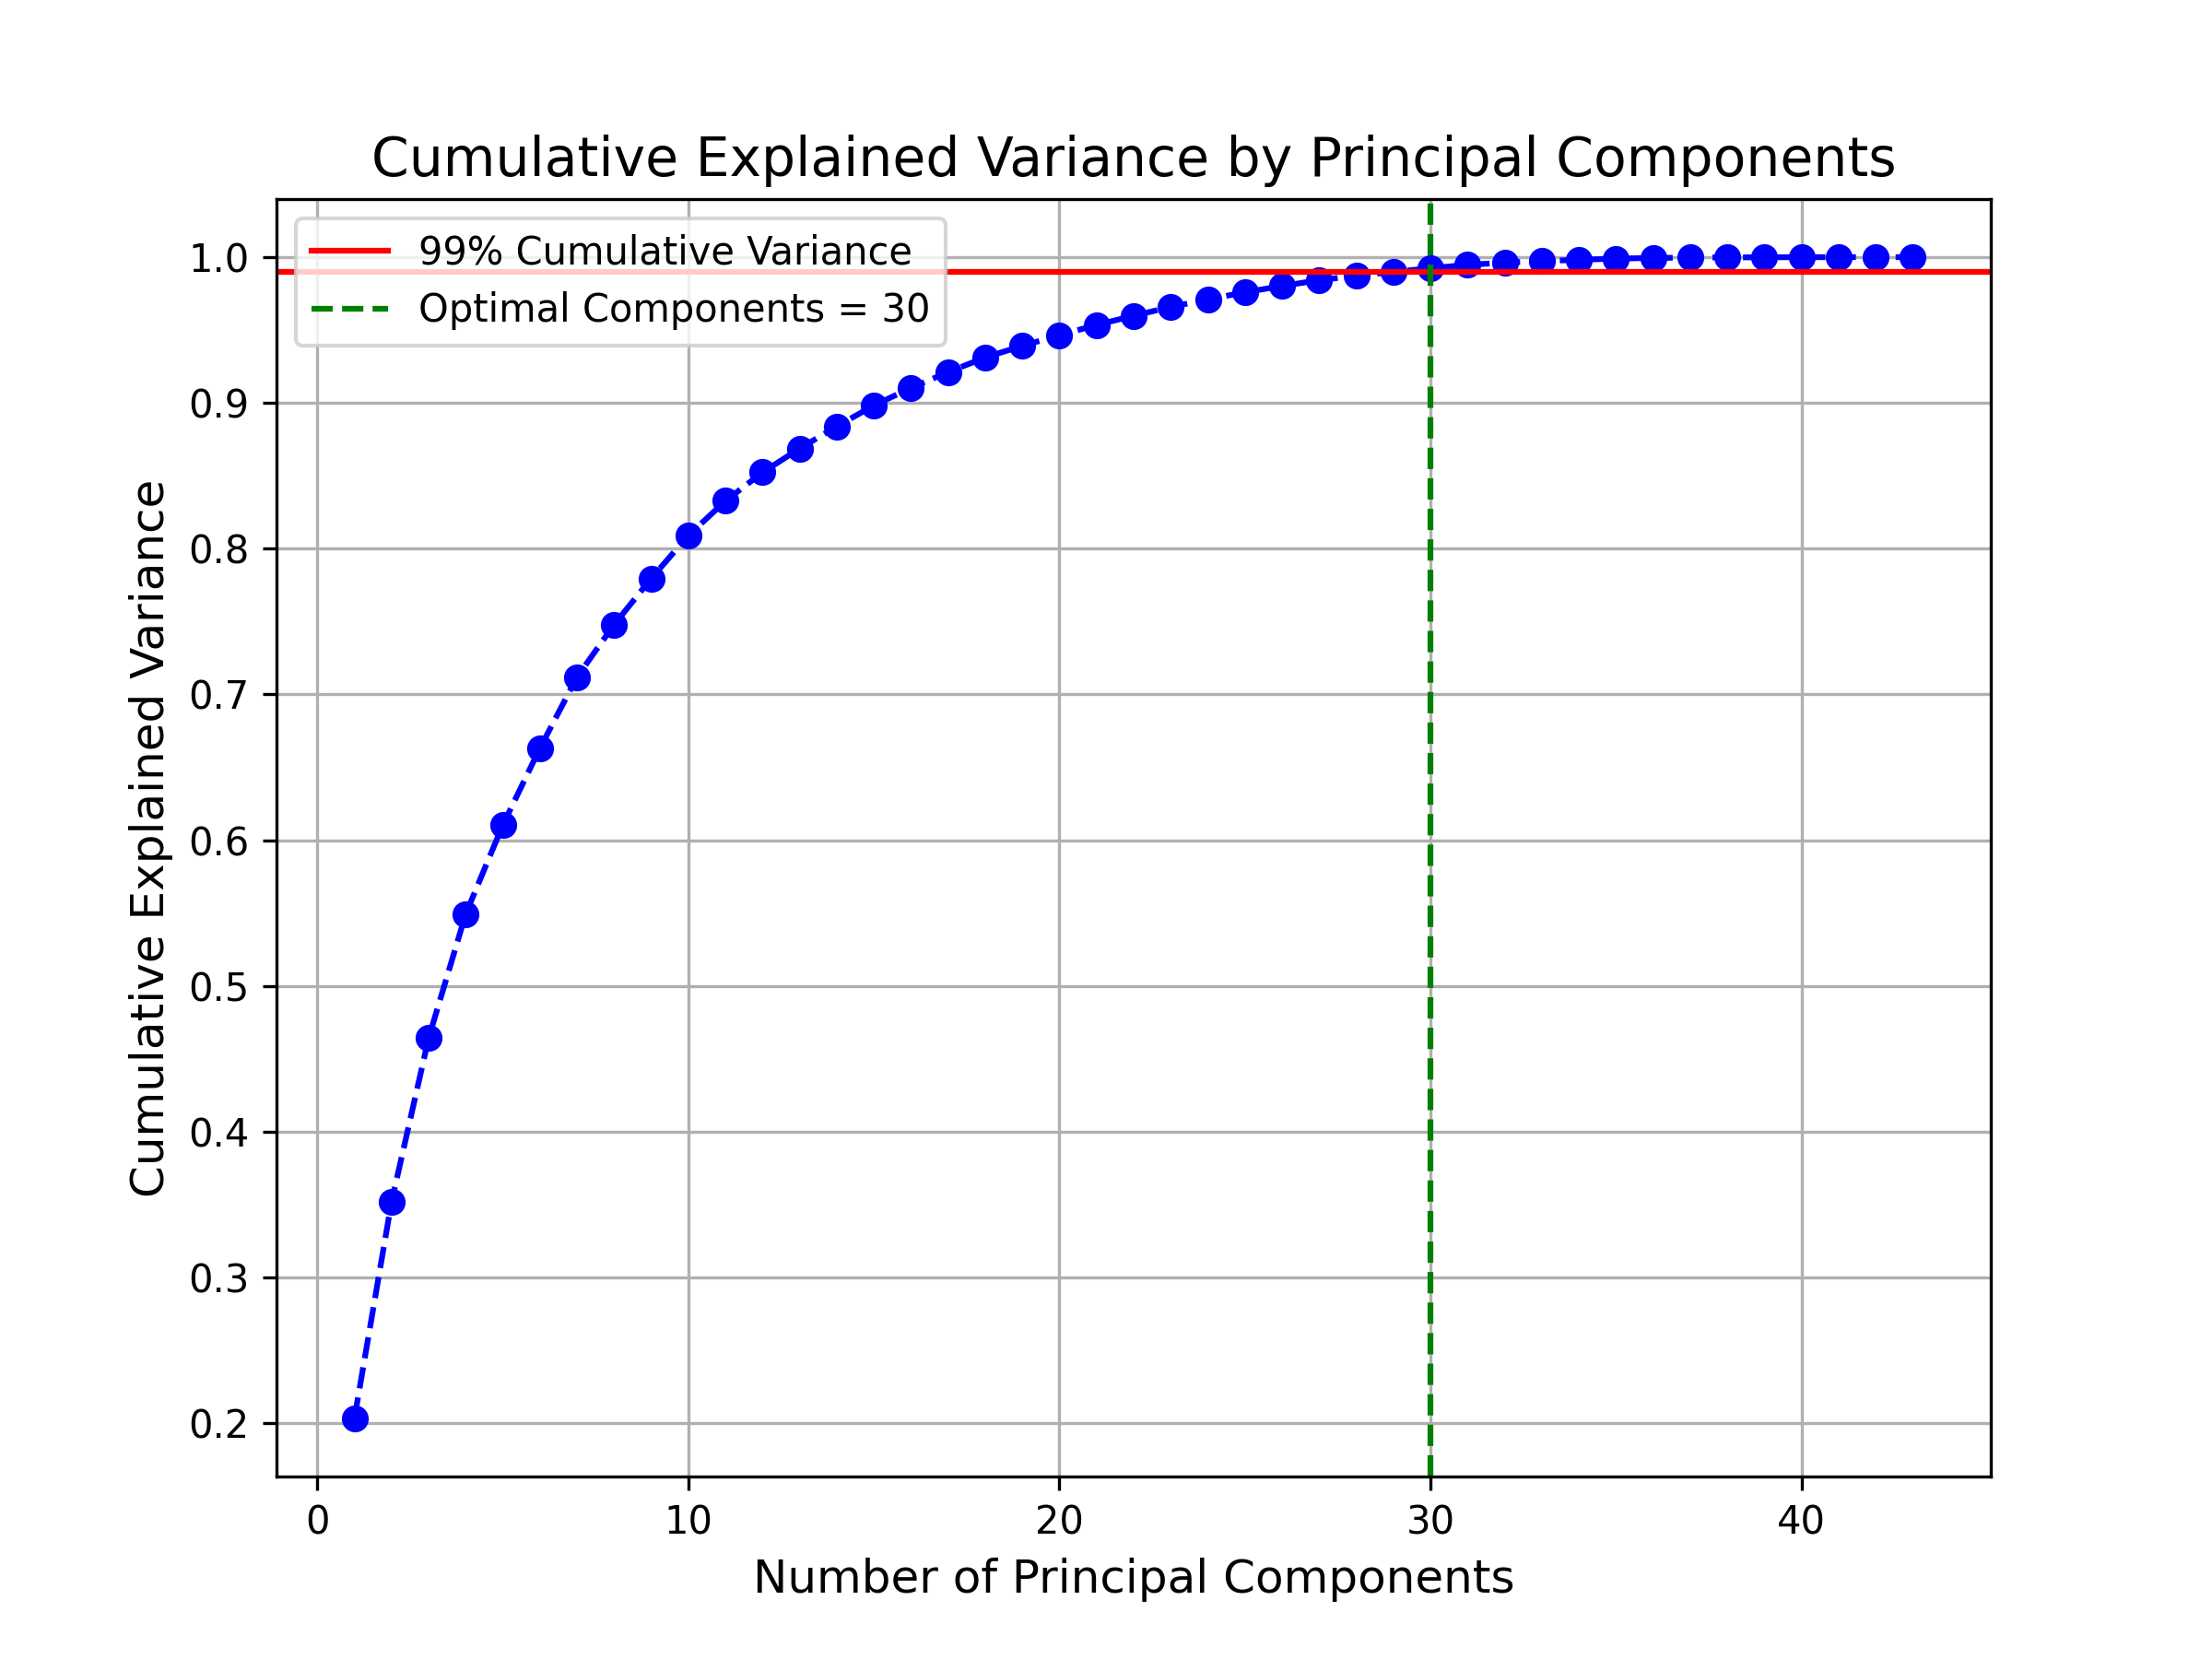 Cumulative Explained Variance by Principal Components
99% Cumulative Variance
Optimal Components = 30
Cumulative Explained Variance
1.0
0.9
0.8
0.7
0.6
0.5
0.4
0.3
0.2
0 10 20 30 40
Number of Principal Components